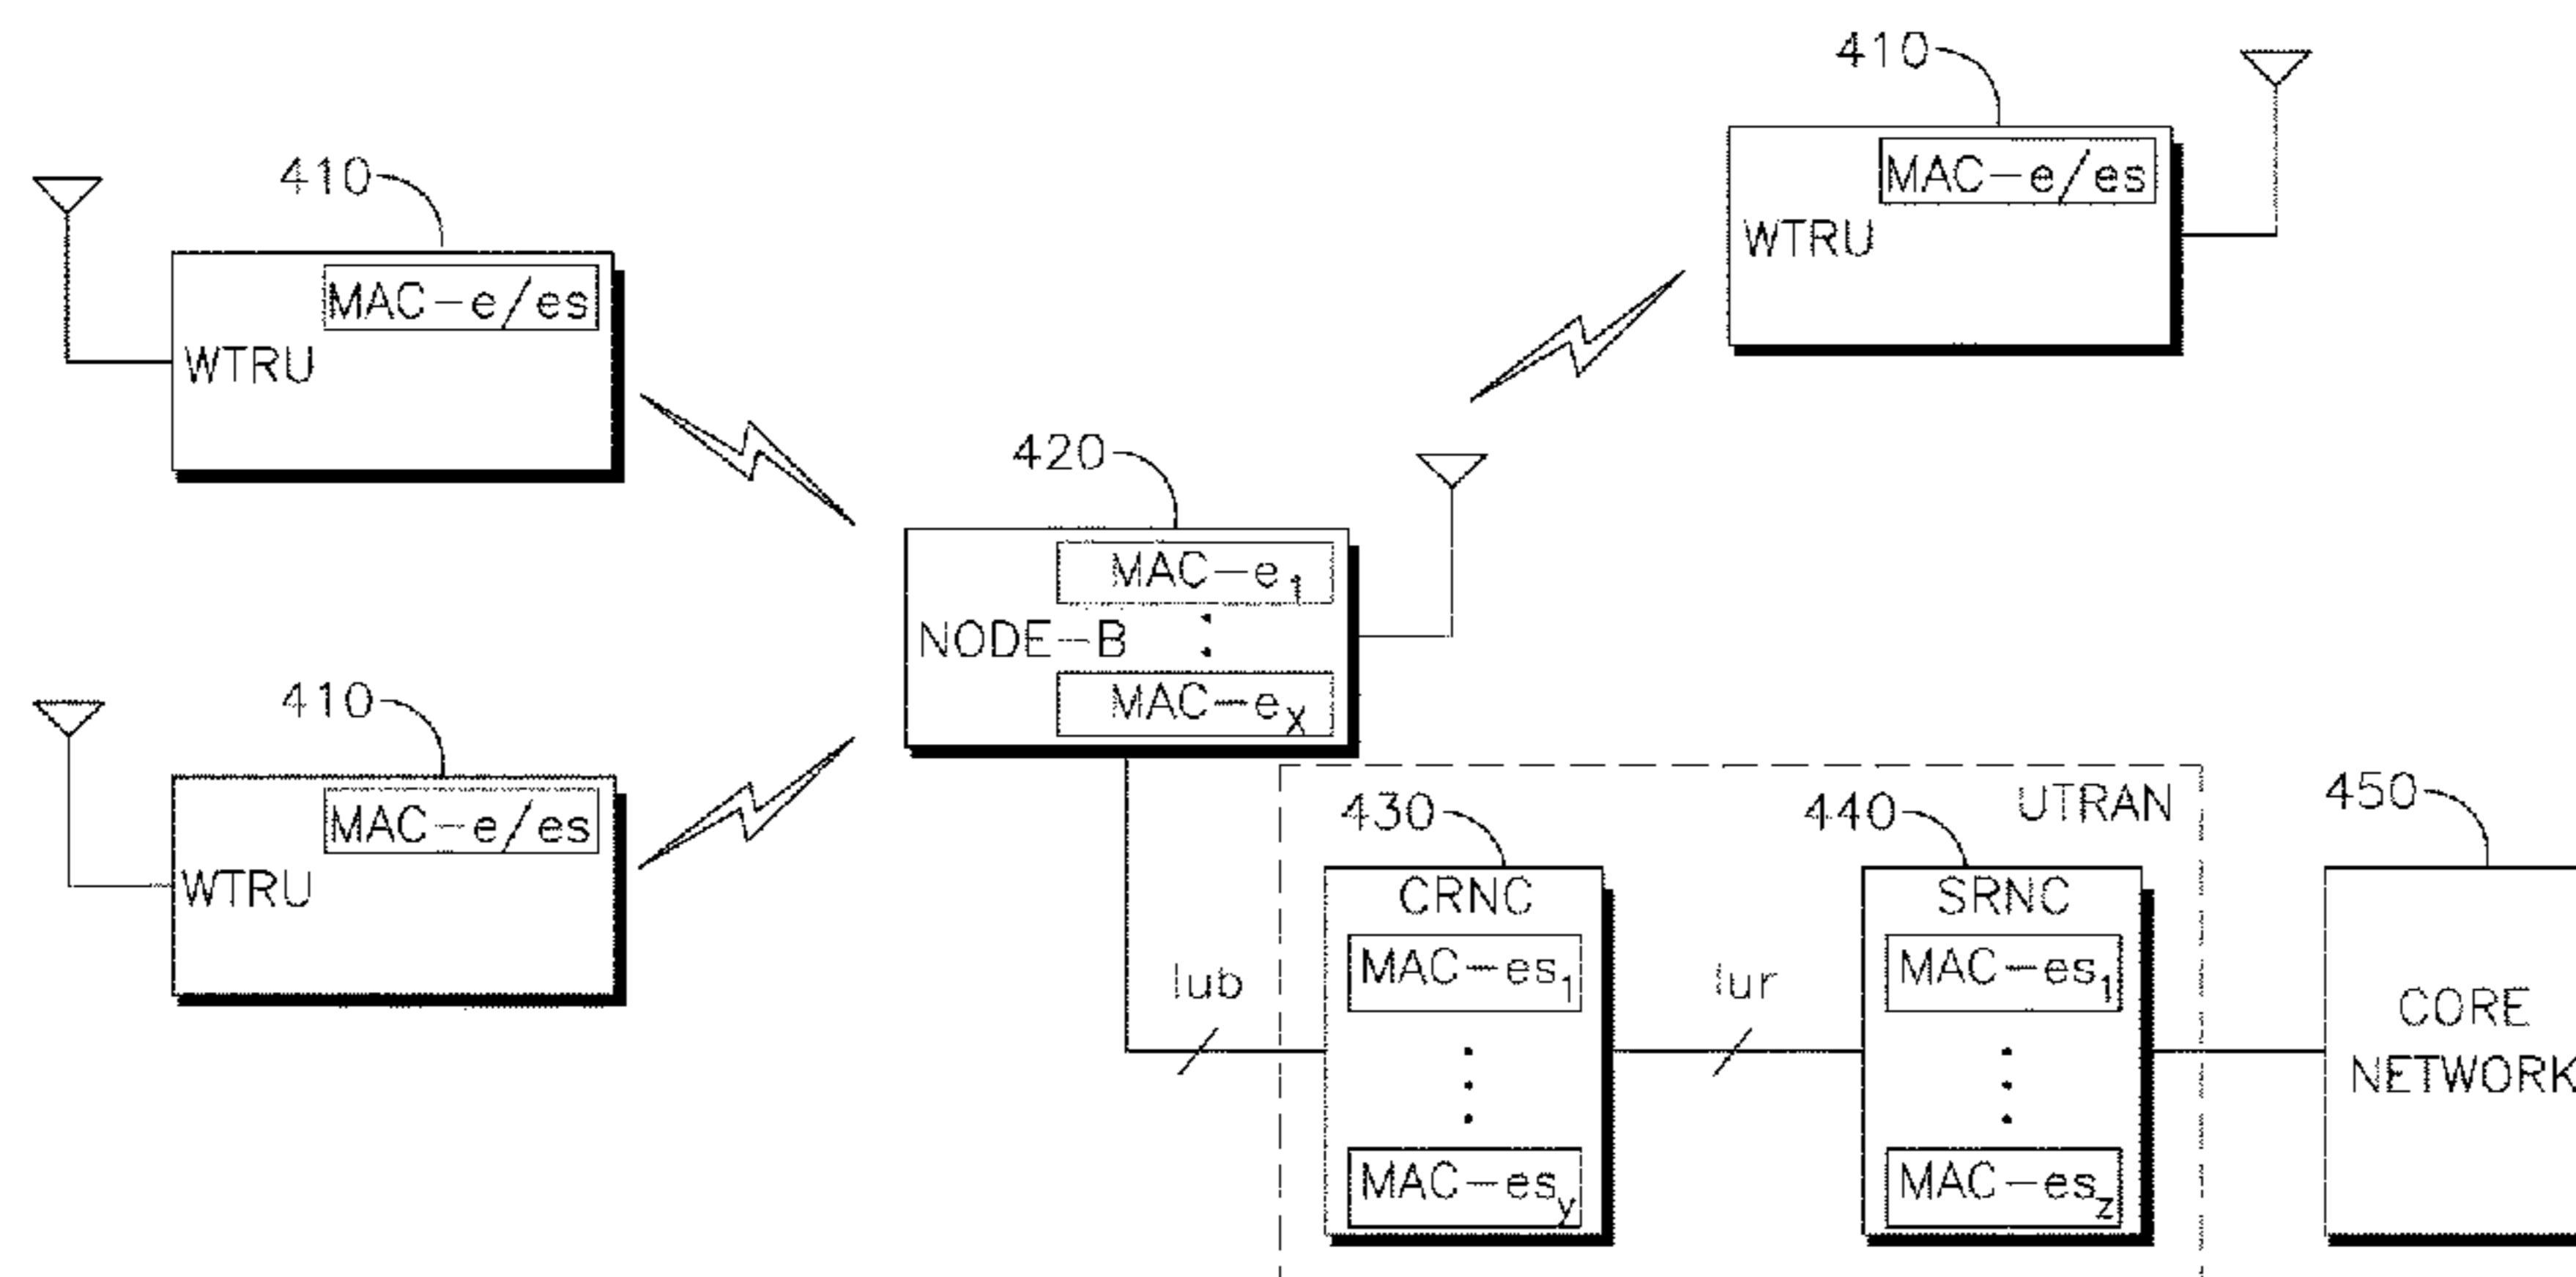 410
MAC-e/es
WTRU
410
MAC-e/es
WTRU
420
MAC-e1
NODE-B
MAC-ex
410
MAC-e/es
WTRU
UTRAN
430
CRNC
MAC-es1
MAC-esy
Iub
Iur
440
SRNC
MAC-es1
MAC-esz
450
CORE
NETWORK